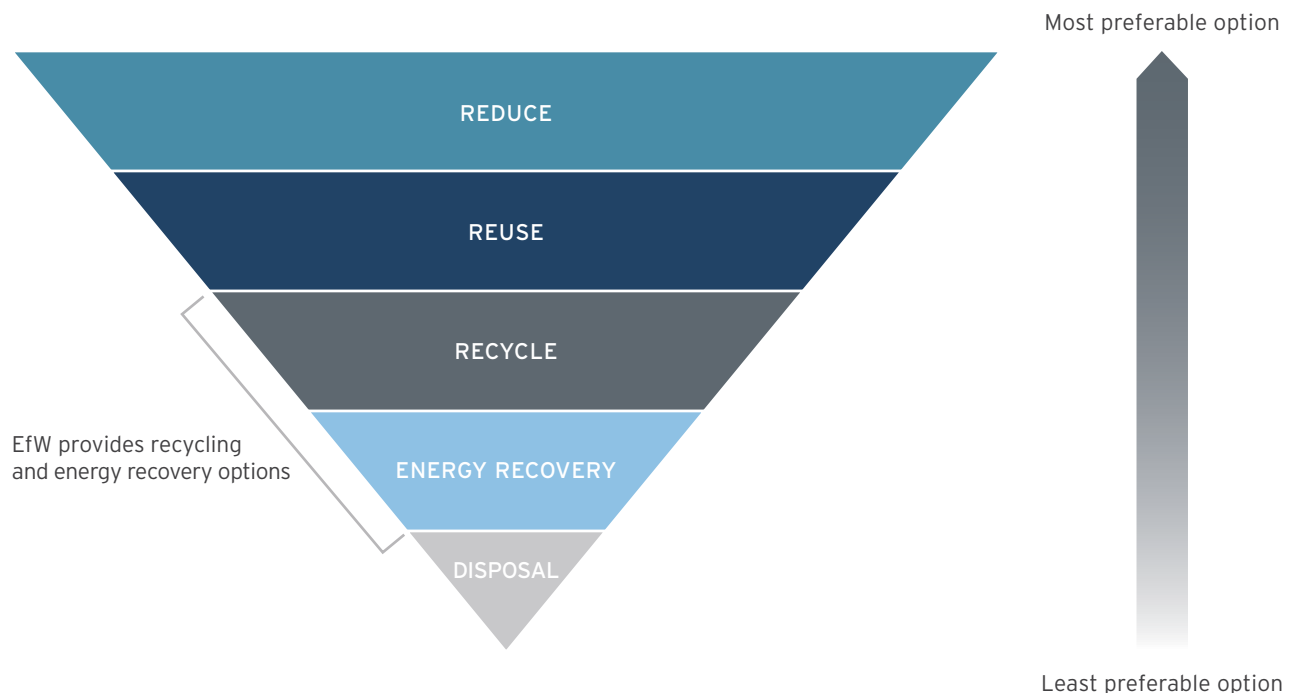 Most preferable option
REDUCE
REUSE
RECYCLE
EfW provides recycling
and energy recovery options
ENERGY RECOVERY
DISPOSAL
Least preferable option